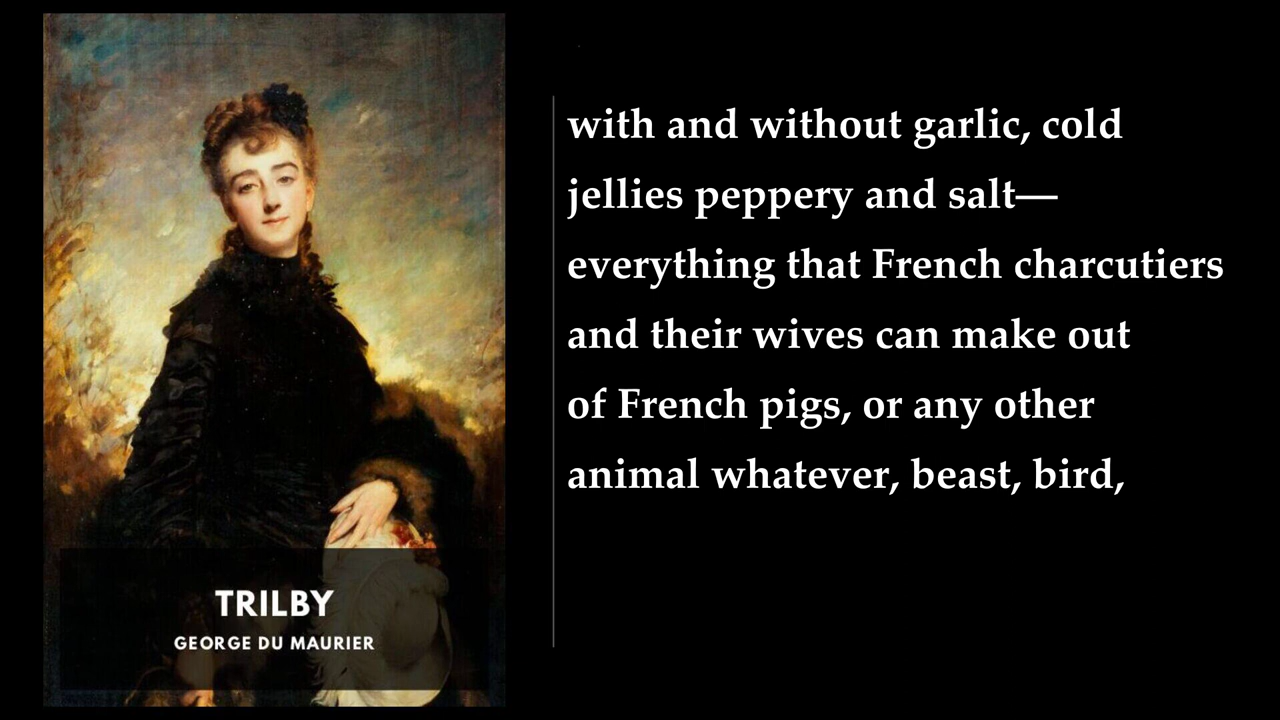 TRILBY
GEORGE DU MAURIER
with and without garlic, cold
jellies peppery and salt—
everything that French charcutiers
and their wives can make out
of French pigs, or any other
animal whatever, beast, bird,